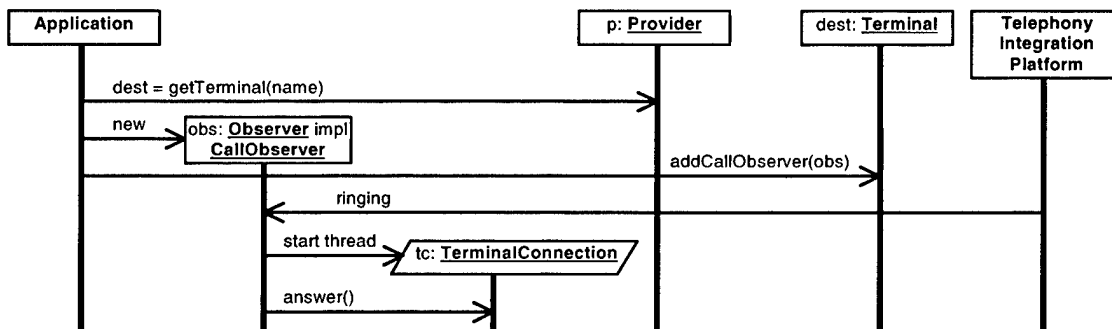 Application
p: Provider
dest: Terminal
Telephony
Integration
Platform
dest = getTerminal(name)
new
obs: Observer impl
CallObserver
addCallObserver(obs)
ringing
start thread
tc: TerminalConnection
answer()